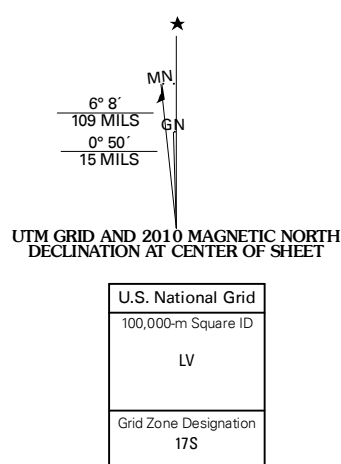 ★
M.N.
6° 8´
109 MILS
GN
0° 50´
15 MILS
UTM GRID AND 2010 MAGNETIC NORTH
DECLINATION AT CENTER OF SHEET
U.S. National Grid
100,000-m Square ID
LV
Grid Zone Designation
17S